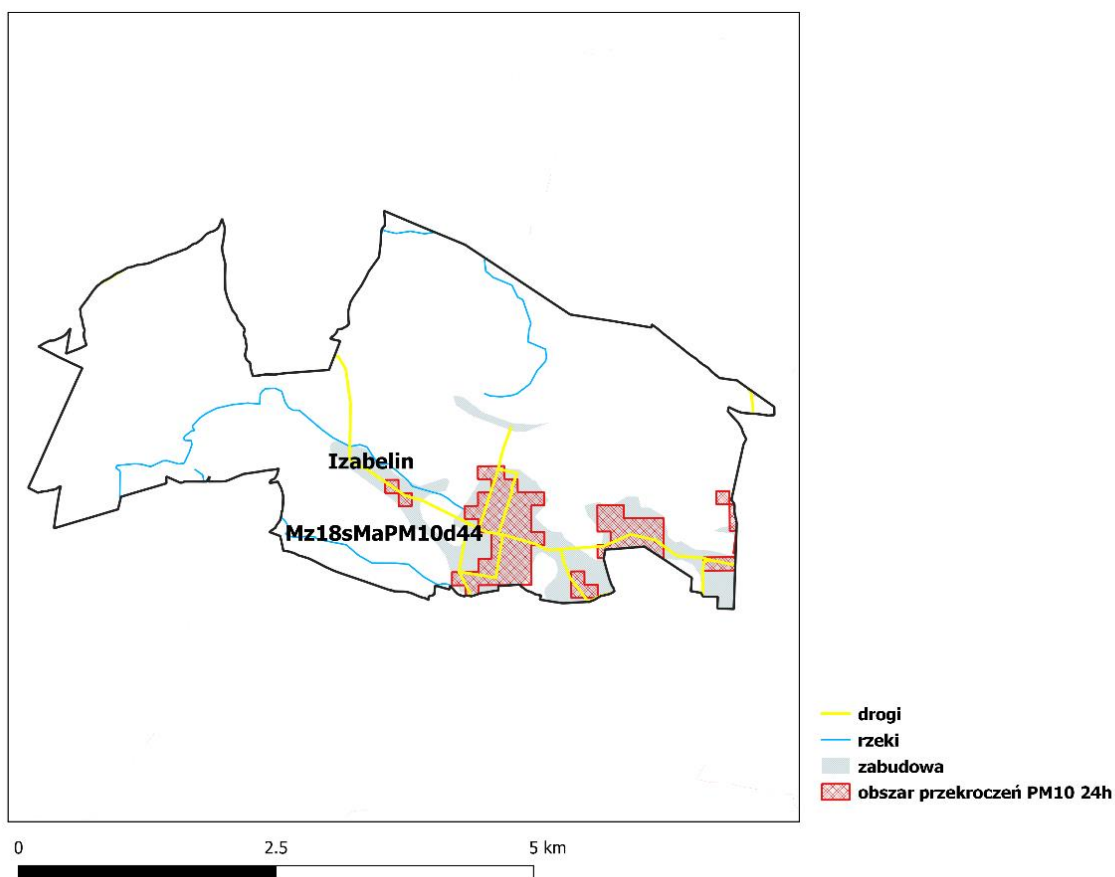 Izabelin
Mz18sMaPM10d44
drogi
rzeki
zabudowa
obszar przekroczeń PM10 24h
0 2.5 5 km